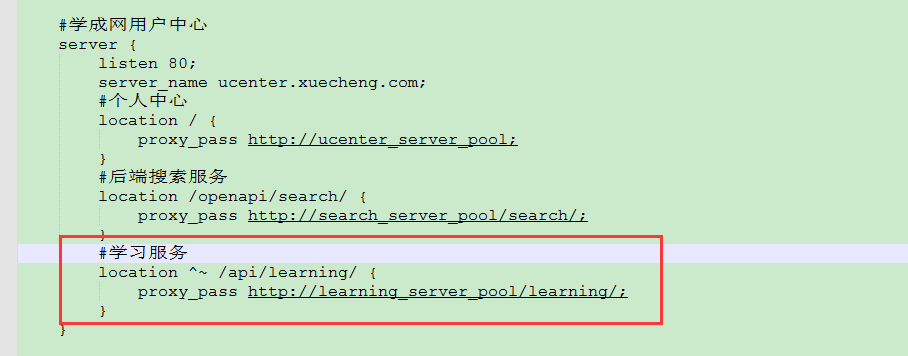 #学成网用户中心
server {
    listen 80;
    server_name ucenter.xuecheng.com;
    #个人中心
    location / {
        proxy_pass http://ucenter_server_pool;
    }
    #后端搜索服务
    location /openapi/search/ {
        proxy_pass http://search_server_pool/search/;
    }
    #学习服务
    location ^~ /api/learning/ {
        proxy_pass http://learning_server_pool/learning/;
    }
}